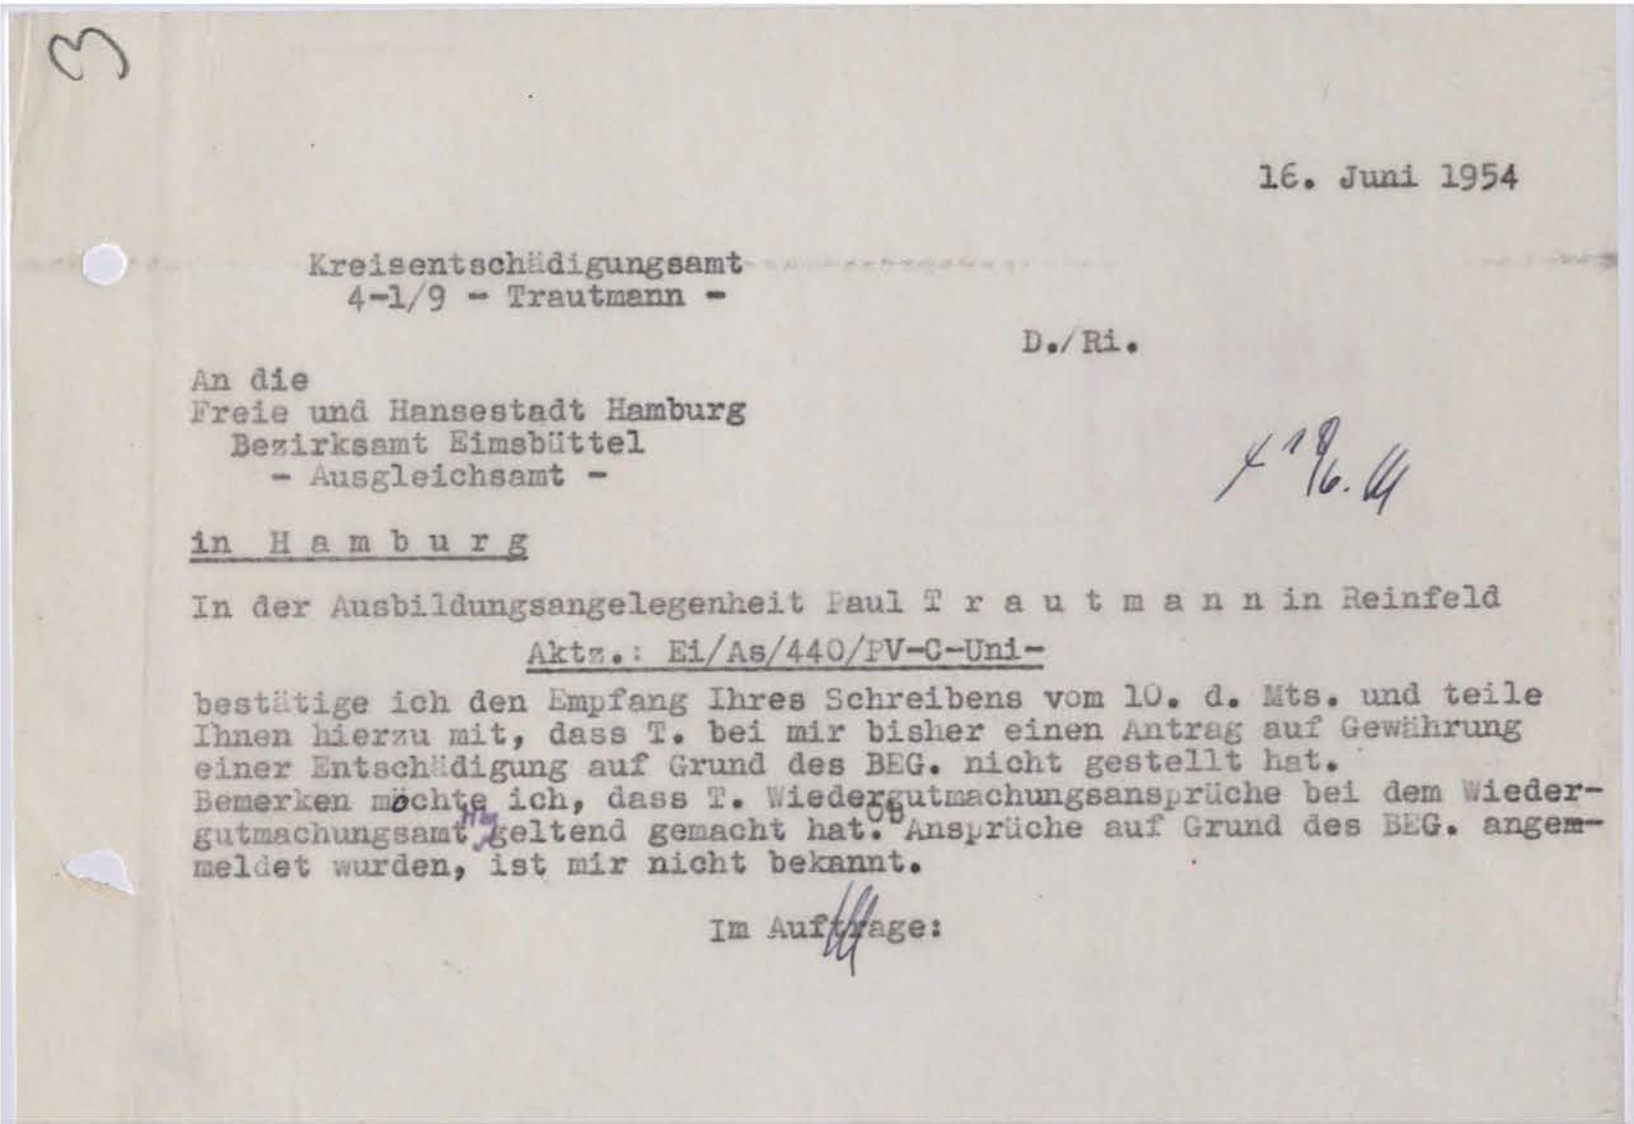 3
16. Juni 1954
Kreisentschädigungsamt
4-1/9 - Trautmann -
D./Ri.
An die
Freie und Hansestadt Hamburg
Bezirksamt Eimsbüttel
- Ausgleichsamt -
in H a m b u r g
In der Ausbildungsangelegenheit Paul T r a u t m a n n in Reinfeld
Aktz.: Ei/As/440/PV-C-Uni-
bestätige ich den Empfang Ihres Schreibens vom 10. d. Mts. und teile
Ihnen hierzu mit, dass T. bei mir bisher einen Antrag auf Gewährung
einer Entschädigung auf Grund des BEG. nicht gestellt hat.
Bemerken möchte ich, dass T. Wiedergutmachungsansprüche bei dem Wieder-
gutmachungsamt geltend gemacht hat. Ob Ansprüche auf Grund des BEG. angem-
meldet wurden, ist mir nicht bekannt.
Im Auftrage: